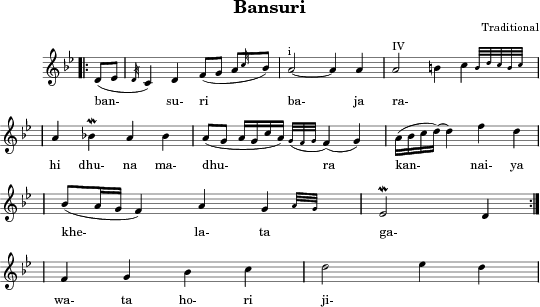 Bansuri
Traditional
i IV
ban- su- ri ba- ja ra-
hi dhu- na ma- dhu- ra kan- nai- ya
khe- la- ta ga-
wa- ta ho- ri ji-